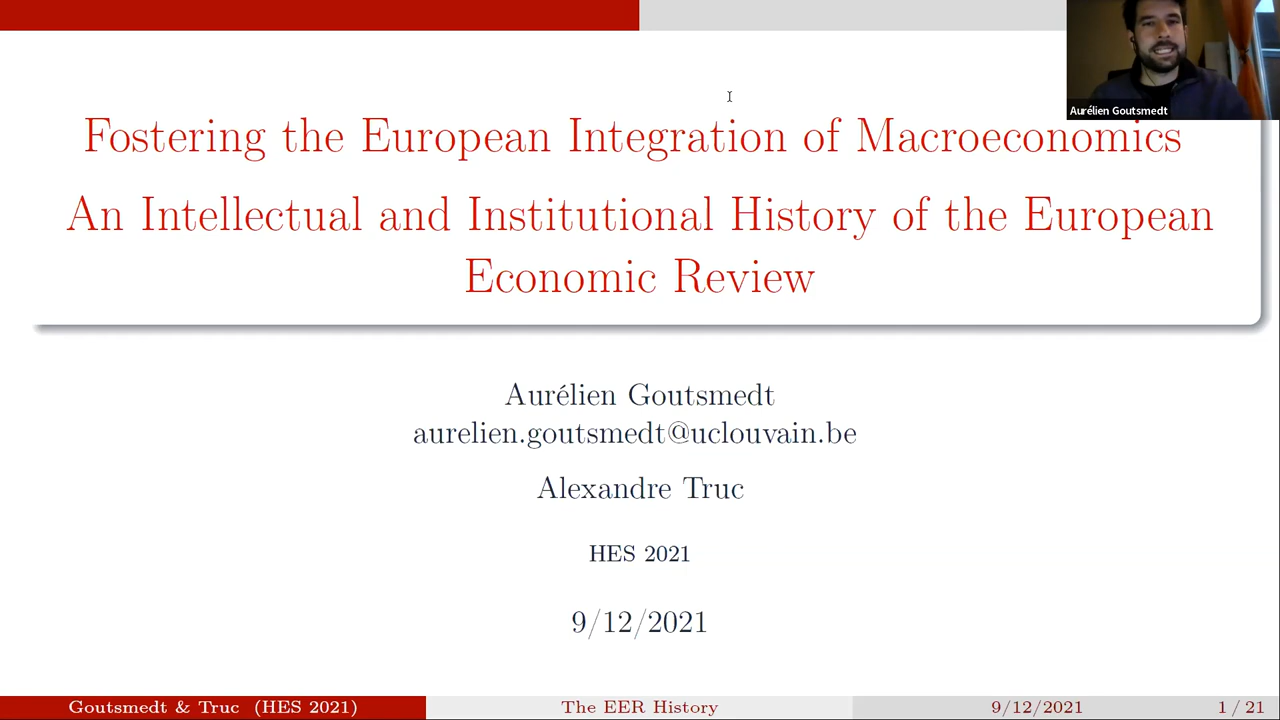 Aurélien Goutsmedt
Fostering the European Integration of Macroeconomics
An Intellectual and Institutional History of the European
Economic Review
Aurélien Goutsmedt
aurelien.goutsmedt@uclouvain.be
Alexandre Truc
HES 2021
9/12/2021
Goutsmedt & Truc (HES 2021) The EER History 9/12/2021 1 / 21